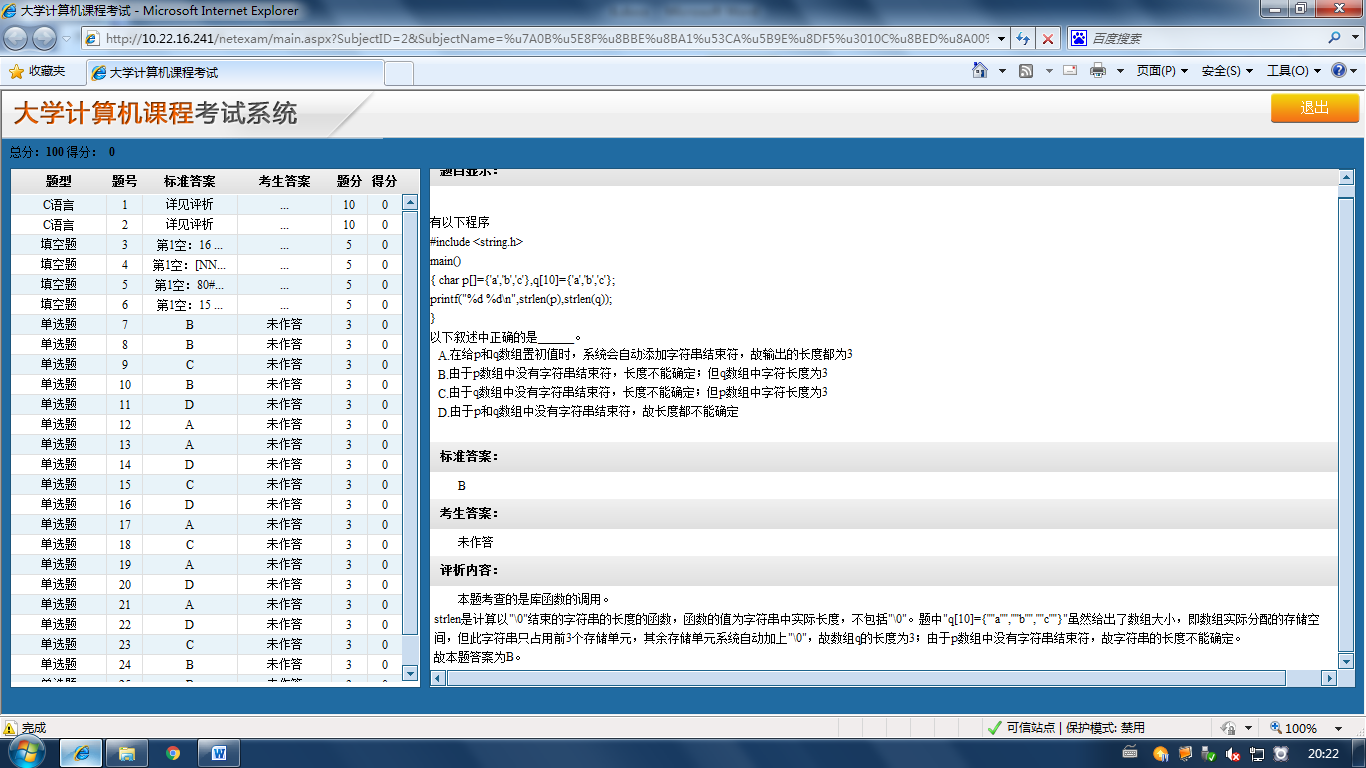 大学计算机课程考试 - Microsoft Internet Explorer
http://10.22.16.241/netexam/main.aspx?SubjectID=2&SubjectName=%u7A0B%u5E8F%u8BBE%u8BA1%u53CA%u5B9E%u8DF5%u3010C%u8BED%u8A00%
百度搜索
收藏夹 大学计算机课程考试 页面(P) 安全(S) 工具(O)
大学计算机课程考试系统 退出
总分: 100 得分: 0
题型 题号 标准答案 考生答案 题分 得分
C语言 1 详见评析 ... 10 0
C语言 2 详见评析 ... 10 0
填空题 3 第1空: 16 ... ... 5 0
填空题 4 第1空: [NN... ... 5 0
填空题 5 第1空: 80#... ... 5 0
填空题 6 第1空: 15 ... ... 5 0
单选题 7 B 未作答 3 0
单选题 8 B 未作答 3 0
单选题 9 C 未作答 3 0
单选题 10 B 未作答 3 0
单选题 11 D 未作答 3 0
单选题 12 A 未作答 3 0
单选题 13 A 未作答 3 0
单选题 14 D 未作答 3 0
单选题 15 C 未作答 3 0
单选题 16 D 未作答 3 0
单选题 17 A 未作答 3 0
单选题 18 C 未作答 3 0
单选题 19 A 未作答 3 0
单选题 20 D 未作答 3 0
单选题 21 A 未作答 3 0
单选题 22 D 未作答 3 0
单选题 23 C 未作答 3 0
单选题 24 B 未作答 3 0
题目显示:
有以下程序
#include <string.h>
main()
{ char p[]={'a','b','c'},q[10]={'a','b','c'};
printf("%d %d\n",strlen(p),strlen(q));
}
以下叙述中正确的是______。
A.在给p和q数组置初值时，系统会自动添加字符串结束符，故输出的长度都为3
B.由于p数组中没有字符串结束符，长度不能确定；但q数组中字符长度为3
C.由于q数组中没有字符串结束符，长度不能确定；但p数组中字符长度为3
D.由于p和q数组中没有字符串结束符，故长度都不能确定
标准答案:
B
考生答案:
未作答
评析内容:
本题考查的是库函数的调用。
strlen是计算以"\0"结束的字符串的长度的函数，函数的值为字符串中实际长度，不包括"\0"。题中"q[10]={""a"",""b"",""c""}"虽然给出了数组大小，即数组实际分配的存储空
间，但此字符串只占用前3个存储单元，其余存储单元系统自动加上"\0"，故数组q的长度为3；由于p数组中没有字符串结束符，故字符串的长度不能确定。
故本题答案为B。
完成 可信站点 | 保护模式: 禁用 100%
20:22